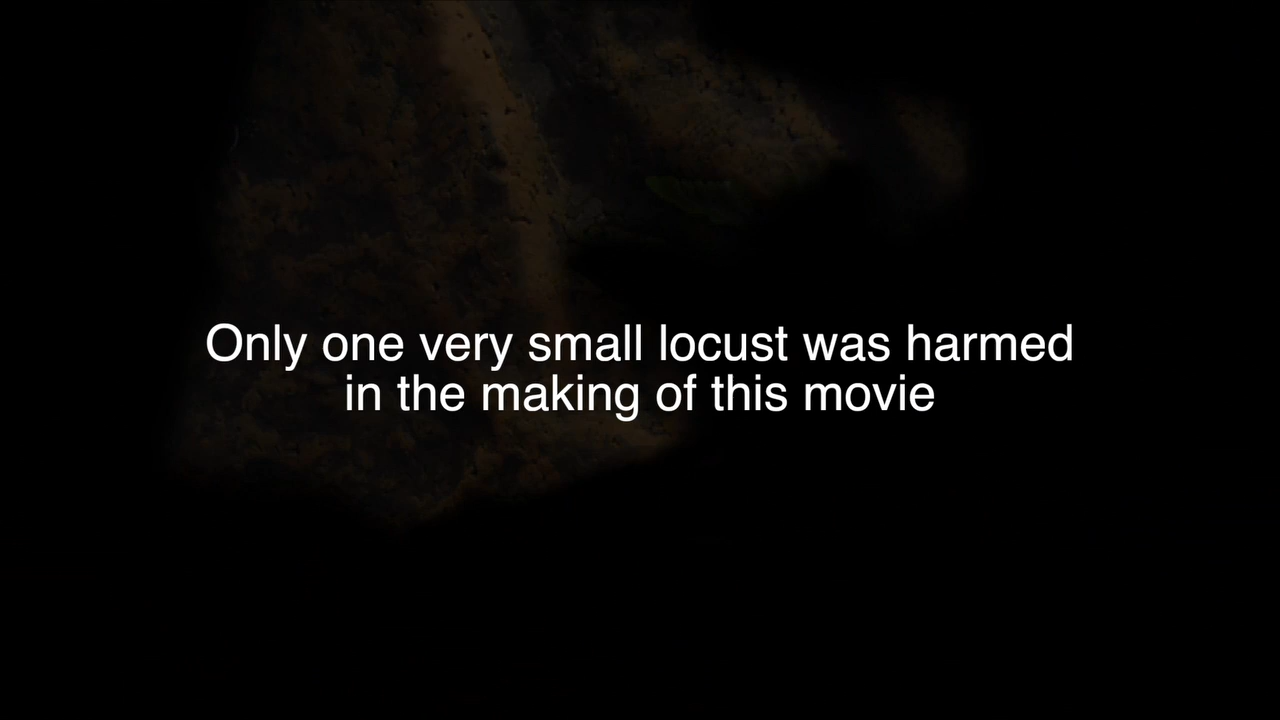 Only one very small locust was harmed
in the making of this movie